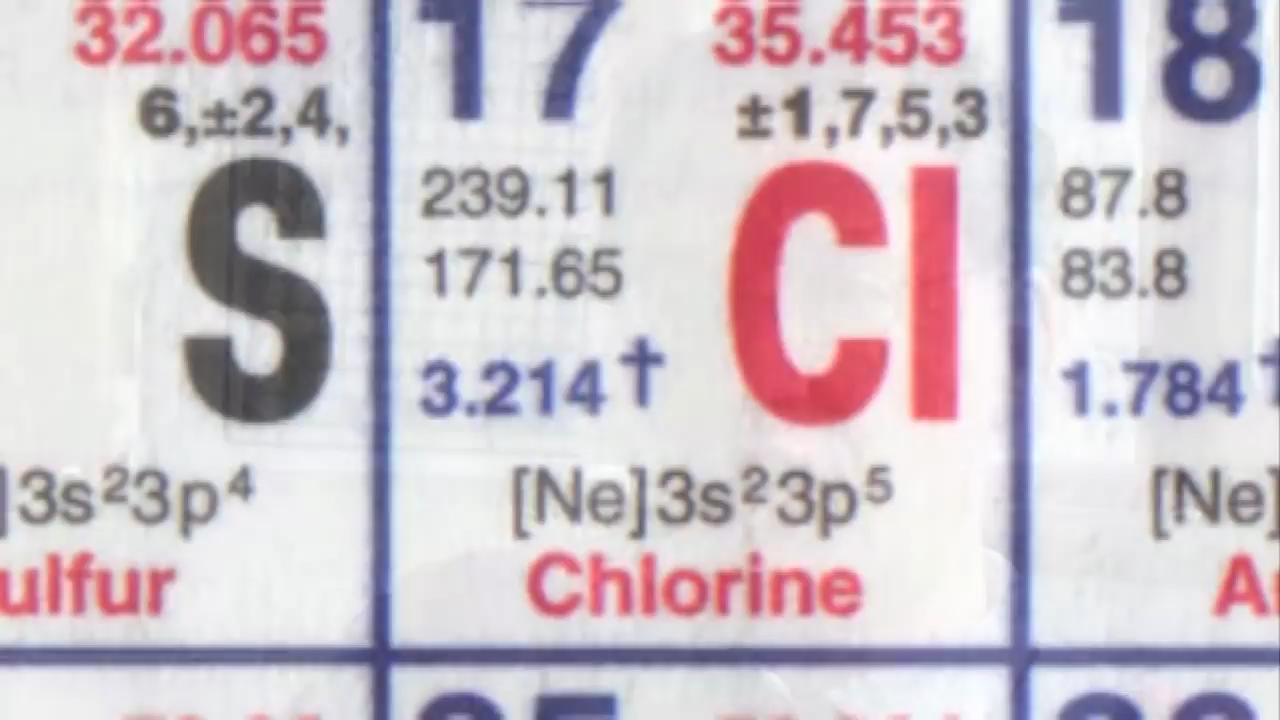 32.065 17 35.453 18
6,±2,4, ±1,7,5,3
S 239.11 Cl 87.8
171.65 83.8
3.214† 1.784†
]3s²3p⁴ [Ne]3s²3p⁵ [Ne]
ulfur Chlorine A
35